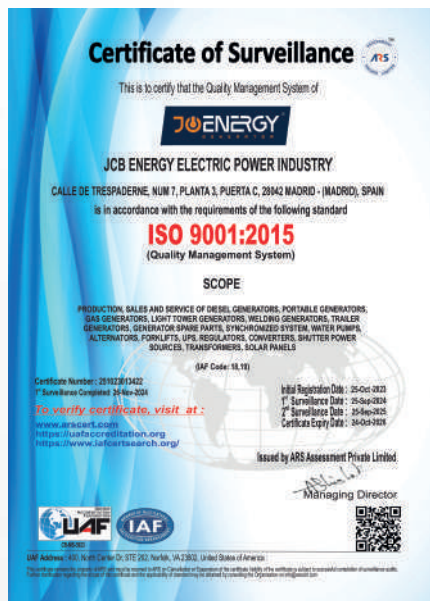 Certificate of Surveillance
ARS
This is to certify that the Quality Management System of
JCBENERGY
GENERATOR
JCB ENERGY ELECTRIC POWER INDUSTRY
CALLE DE TRESPADERNE, NUM 7, PLANTA 3, PUERTA C, 28042 MADRID - (MADRID), SPAIN
is in accordance with the requirements of the following standard
ISO 9001:2015
(Quality Management System)
SCOPE
PRODUCTION, SALES AND SERVICE OF DIESEL GENERATORS, PORTABLE GENERATORS,
GAS GENERATORS, LIGHT TOWER GENERATORS, WELDING GENERATORS, TRAILER
GENERATORS, GENERATOR SPARE PARTS, SYNCHRONIZED SYSTEM, WATER PUMPS,
ALTERNATORS, FORKLIFTS, UPS, REGULATORS, CONVERTERS, SHUTTER POWER
SOURCES, TRANSFORMERS, SOLAR PANELS
(IAF Code: 18,19)
Certificate Number : 251023013422
1st Surveillance Completed: 26-Nov-2024
Initial Registration Date : 25-Oct-2023
1st Surveillance Date : 25-Sep-2024
2nd Surveillance Date : 25-Sep-2025
Certificate Expiry Date : 24-Oct-2026
To verify certificate, visit at :
www.arscert.com
https://uafaccreditation.org
https://www.iafcertsearch.org/
Issued by ARS Assessment Private Limited
Managing Director
UAF
IAF
UAF Address : 400, North Center Dr, STE 202, Norfolk, VA 23502, United States of America